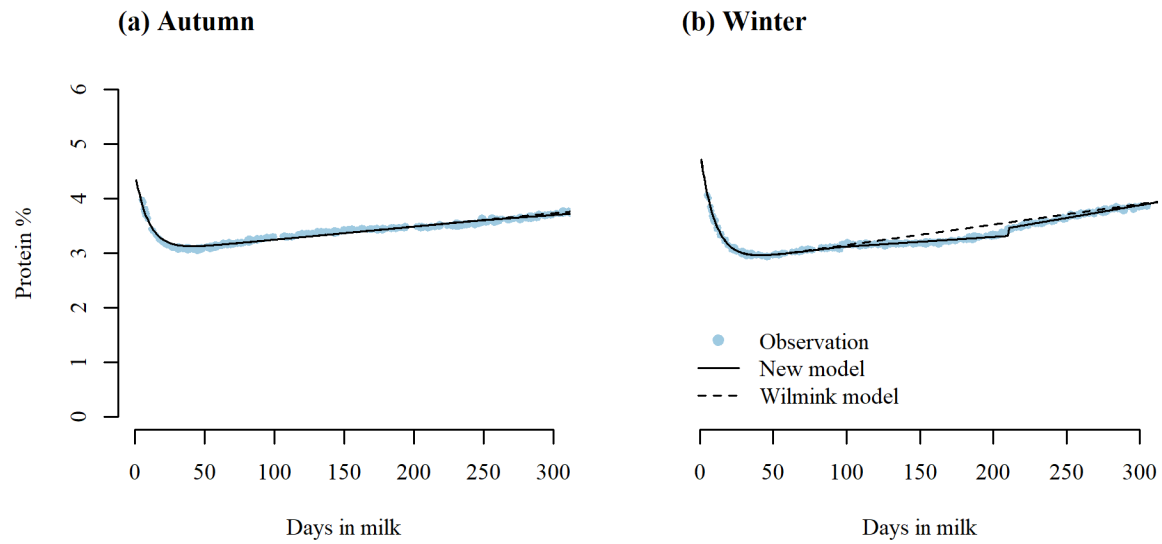 (a) Autumn
(b) Winter
Protein %
6
5
4
3
2
1
0
0 50 100 150 200 250 300
Days in milk
Observation
New model
Wilmink model
0 50 100 150 200 250 300
Days in milk